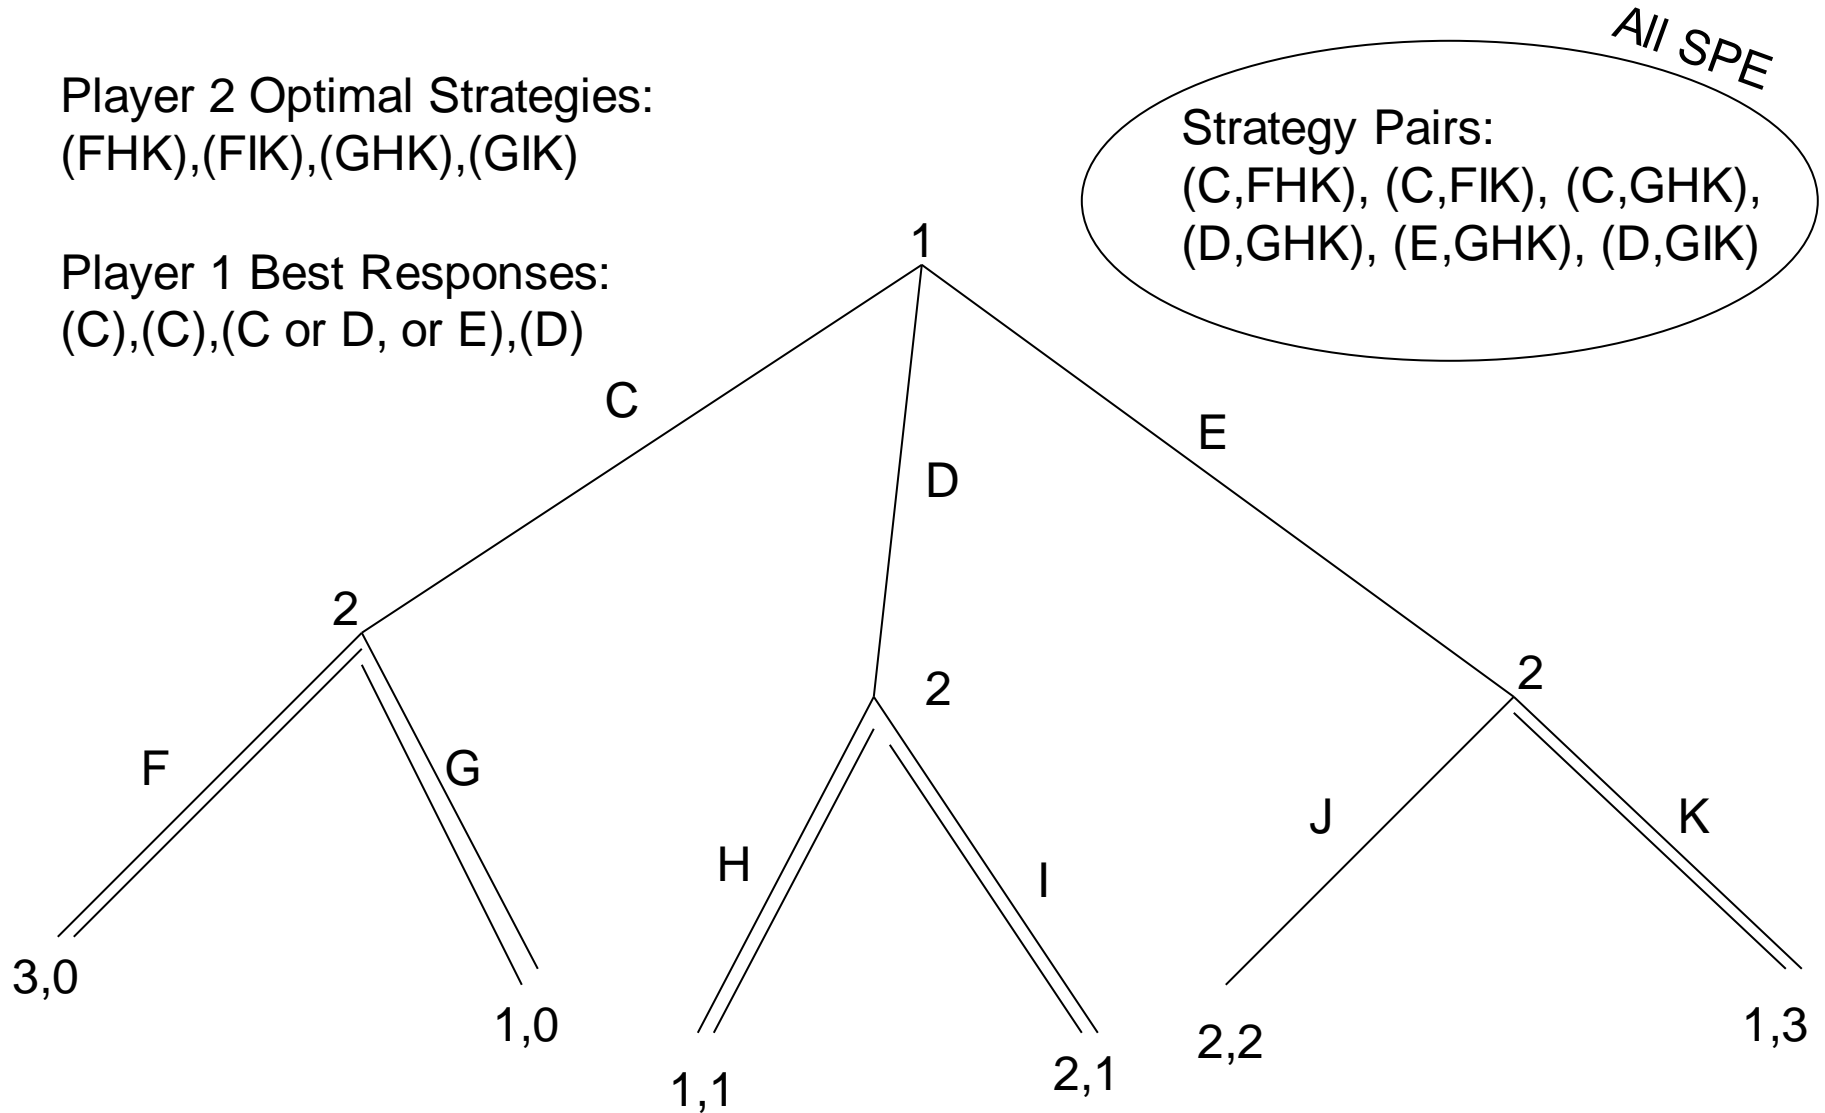 All SPE
Player 2 Optimal Strategies:
(FHK),(FIK),(GHK),(GIK)
Strategy Pairs:
(C,FHK), (C,FIK), (C,GHK),
(D,GHK), (E,GHK), (D,GIK)
Player 1 Best Responses:
(C),(C),(C or D, or E),(D)
1
C
D
E
2
2
2
F
G
H
I
J
K
3,0
1,0
1,1
2,1
2,2
1,3